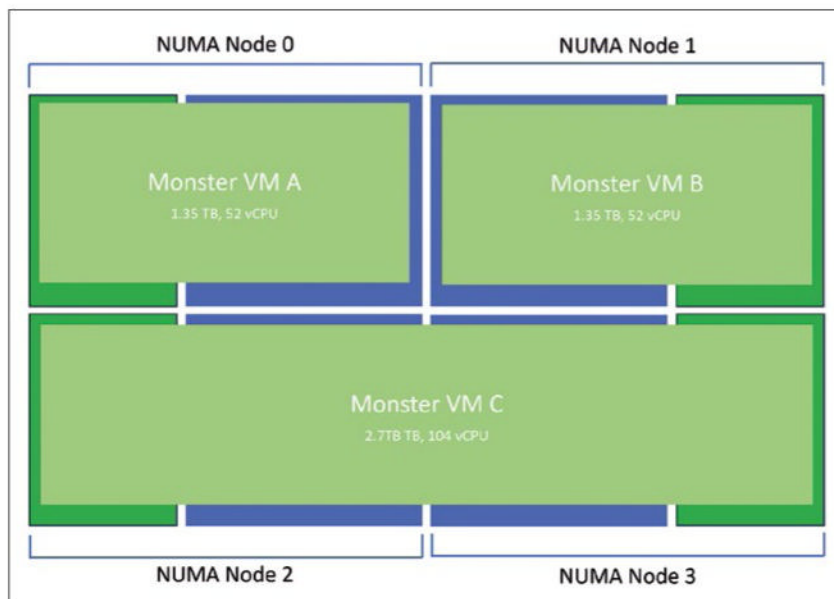 NUMA Node 0
NUMA Node 1
Monster VM A
1.35 TB, 52 vCPU
Monster VM B
1.35 TB, 52 vCPU
Monster VM C
2.7TB TB, 104 vCPU
NUMA Node 2
NUMA Node 3